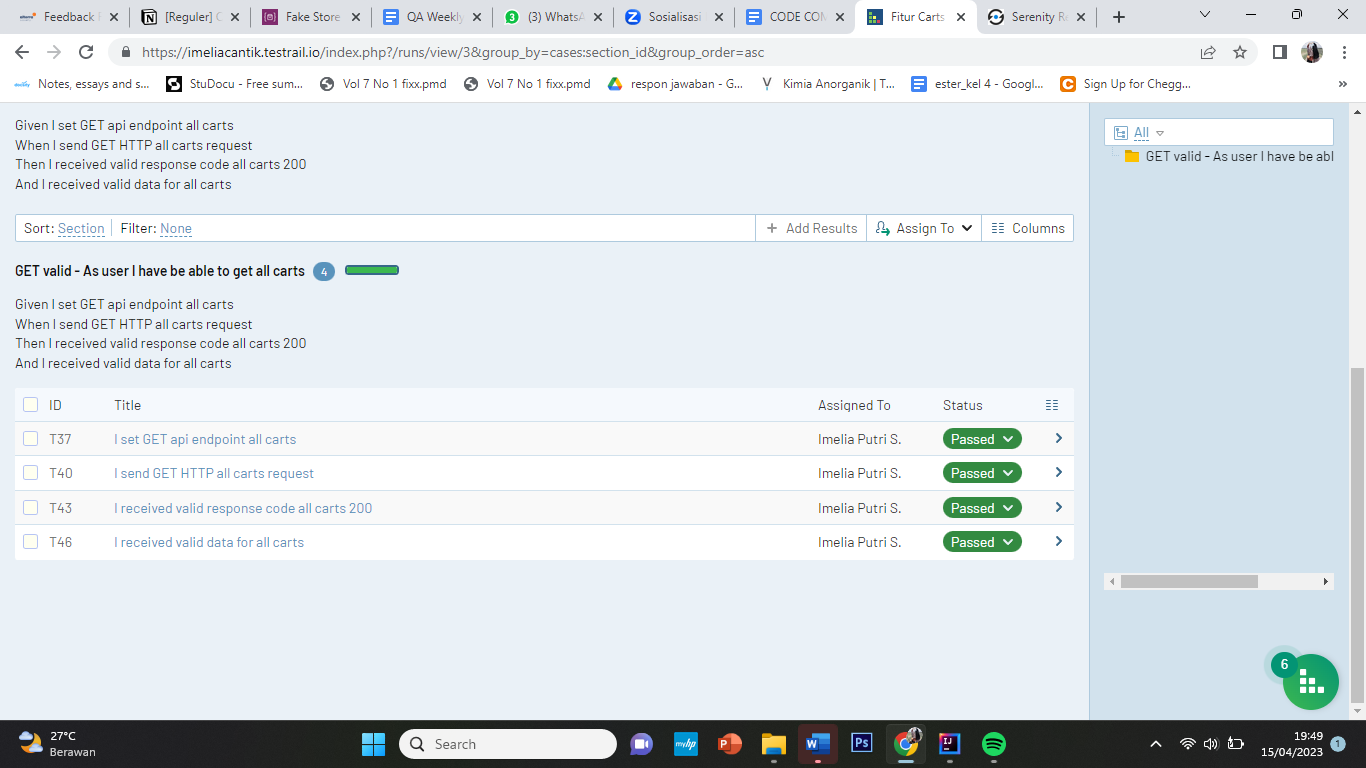 Feedback F
[Reguler] C
Fake Store
QA Weekly
(3) WhatsA
Sosialisasi
CODE COM
Fitur Carts
Serenity R
https://imeliacantik.testrail.io/index.php?/runs/view/3&group_by=cases:section_id&group_order=asc
Notes, essays and s...
StuDocu - Free sum...
Vol 7 No 1 fixx.pmd
Vol 7 No 1 fixx.pmd
respon jawaban - G...
Kimia Anorganik | T...
ester_kel 4 - Googl...
Sign Up for Chegg...
»
Given I set GET api endpoint all carts
When I send GET HTTP all carts request
Then I received valid response code all carts 200
And I received valid data for all carts
All
GET valid - As user I have be abl
Sort: Section Filter: None
+ Add Results
Assign To
Columns
GET valid - As user I have be able to get all carts 4
Given I set GET api endpoint all carts
When I send GET HTTP all carts request
Then I received valid response code all carts 200
And I received valid data for all carts
ID Title Assigned To Status
T37 I set GET api endpoint all carts Imelia Putri S. Passed
T40 I send GET HTTP all carts request Imelia Putri S. Passed
T43 I received valid response code all carts 200 Imelia Putri S. Passed
T46 I received valid data for all carts Imelia Putri S. Passed
6
27°C
Berawan
Search
19:49
15/04/2023
1